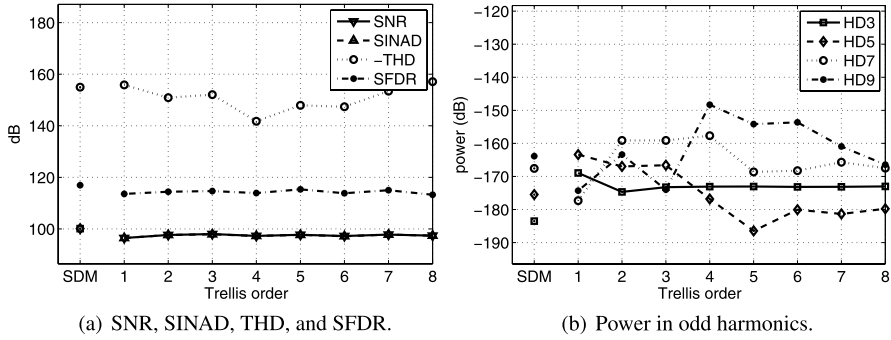 180
160
140
120
100
dB
SNR
SINAD
-THD
SFDR
SDM 1 2 3 4 5 6 7 8
Trellis order
(a) SNR, SINAD, THD, and SFDR.
-120
-130
-140
-150
-160
-170
-180
-190
power (dB)
HD3
HD5
HD7
HD9
SDM 1 2 3 4 5 6 7 8
Trellis order
(b) Power in odd harmonics.